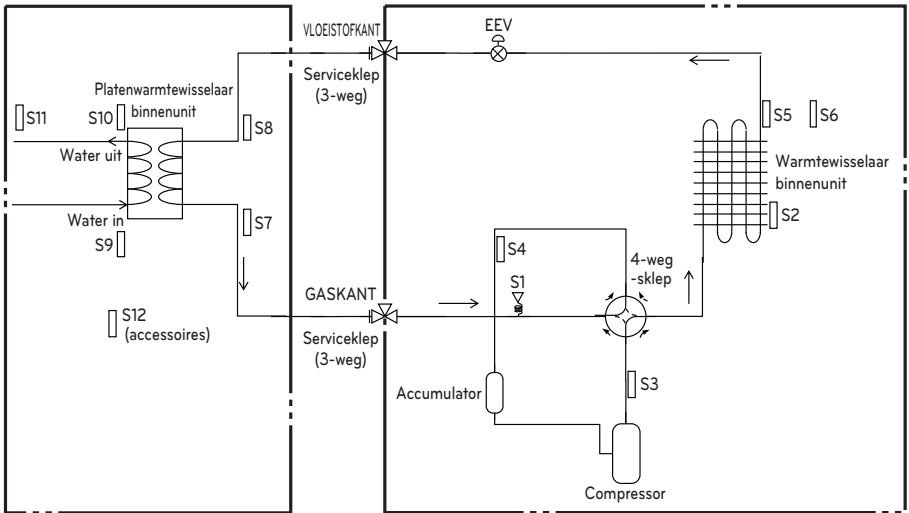 VLOEISTOFKANT
EEV
Serviceklep
(3-weg)
Platenwarmtewisselaar
binnenunit
S11
S10
S8
Water uit
Water in
S7
S9
S12
(accessoires)
GASKANT
Serviceklep
(3-weg)
S5
S6
Warmtewisselaar
binnenunit
S2
S4
S1
4-weg
-sklep
S3
Accumulator
Compressor